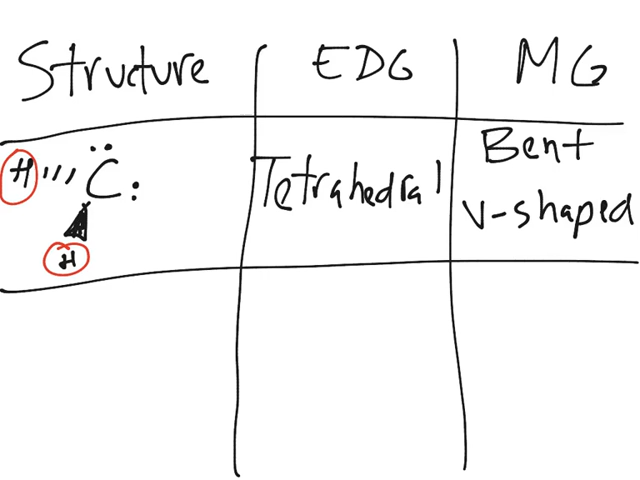 Structure EDG MG
H C:
H
Tetrahedral
Bent
V-shaped